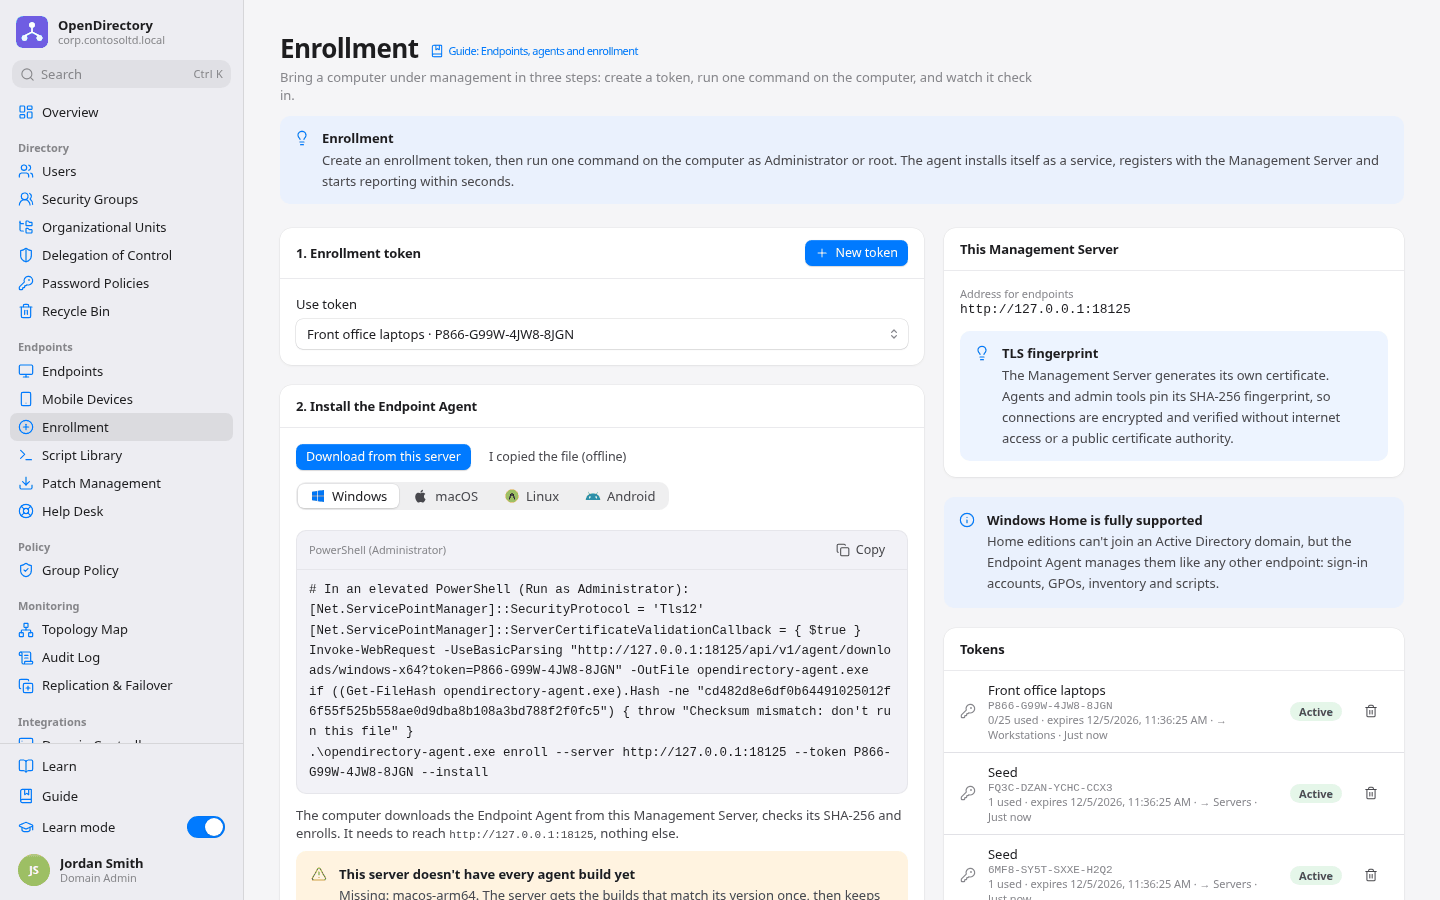 OpenDirectory
corp.contosoltd.local
Search
Ctrl K
Overview
Directory
Users
Security Groups
Organizational Units
Delegation of Control
Password Policies
Recycle Bin
Endpoints
Endpoints
Mobile Devices
Enrollment
Script Library
Patch Management
Help Desk
Policy
Group Policy
Monitoring
Topology Map
Audit Log
Replication & Failover
Integrations
Learn
Guide
Learn mode
JS
Jordan Smith
Domain Admin
Enrollment
Guide: Endpoints, agents and enrollment
Bring a computer under management in three steps: create a token, run one command on the computer, and watch it check
in.
Enrollment
Create an enrollment token, then run one command on the computer as Administrator or root. The agent installs itself as a service, registers with the Management Server and
starts reporting within seconds.
1. Enrollment token
New token
Use token
Front office laptops · P866-G99W-4JW8-8JGN
2. Install the Endpoint Agent
Download from this server
I copied the file (offline)
Windows
macOS
Linux
Android
PowerShell (Administrator)
Copy
# In an elevated PowerShell (Run as Administrator):
[Net.ServicePointManager]::SecurityProtocol = 'Tls12'
[Net.ServicePointManager]::ServerCertificateValidationCallback = { $true }
Invoke-WebRequest -UseBasicParsing "http://127.0.0.1:18125/api/v1/agent/downlo
ads/windows-x64?token=P866-G99W-4JW8-8JGN" -OutFile opendirectory-agent.exe
if ((Get-FileHash opendirectory-agent.exe).Hash -ne "cd482d8e6df0b64491025012f
6f55f525b558ae0d9dba8b108a3bd788f2f0fc5") { throw "Checksum mismatch: don't ru
n this file" }
.\opendirectory-agent.exe enroll --server http://127.0.0.1:18125 --token P866-
G99W-4JW8-8JGN --install
The computer downloads the Endpoint Agent from this Management Server, checks its SHA-256 and
enrolls. It needs to reach http://127.0.0.1:18125, nothing else.
This server doesn't have every agent build yet
Missing: macos-arm64. The server gets the builds that match its version once, then keeps
This Management Server
Address for endpoints
http://127.0.0.1:18125
TLS fingerprint
The Management Server generates its own certificate.
Agents and admin tools pin its SHA-256 fingerprint, so
connections are encrypted and verified without internet
access or a public certificate authority.
Windows Home is fully supported
Home editions can't join an Active Directory domain, but the
Endpoint Agent manages them like any other endpoint: sign-in
accounts, GPOs, inventory and scripts.
Tokens
Front office laptops
P866-G99W-4JW8-8JGN
0/25 used · expires 12/5/2026, 11:36:25 AM · →
Workstations · Just now
Active
Seed
FQ3C-DZAN-YCHC-CCX3
1 used · expires 12/5/2026, 11:36:25 AM · → Servers ·
Just now
Active
Seed
6MF8-SY5T-SXXE-H2Q2
1 used · expires 12/5/2026, 11:36:25 AM · → Servers ·
Just now
Active